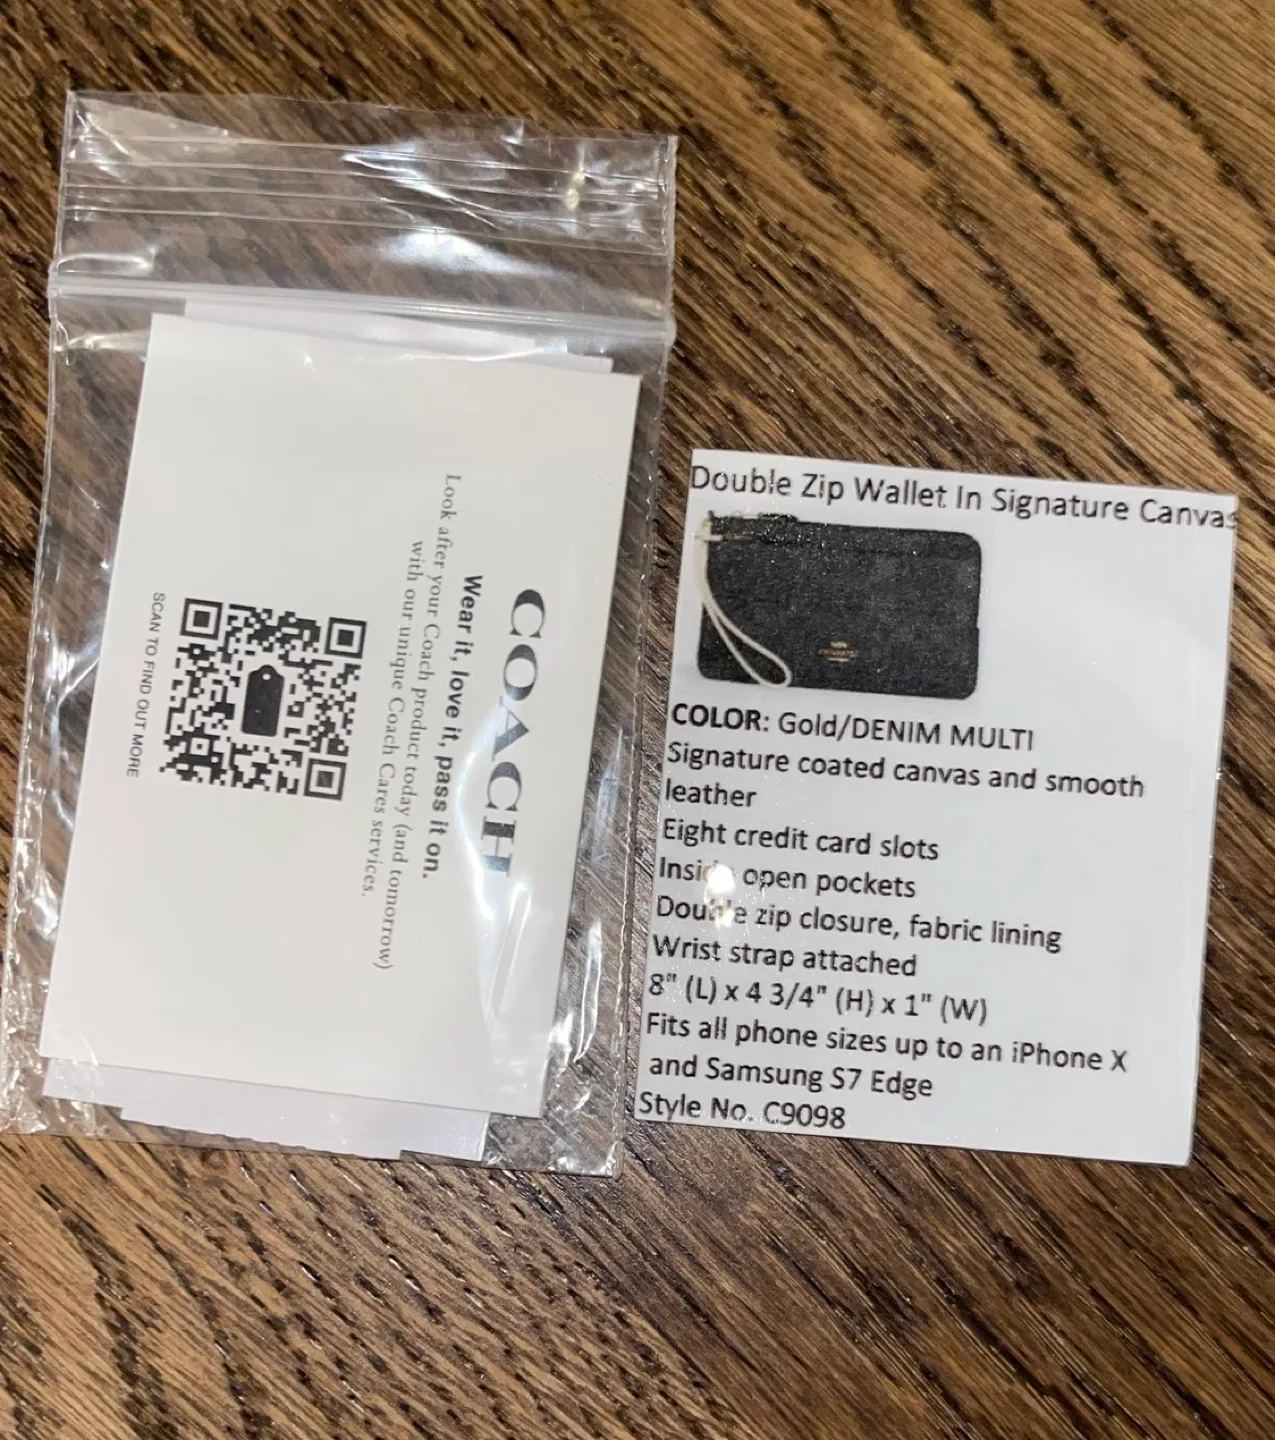 COACH
Wear it, love it, pass it on.
Look after your Coach product today (and tomorrow)
with our unique Coach Cares services.
SCAN TO FIND OUT MORE
Double Zip Wallet In Signature Canvas
COLOR: Gold/DENIM MULTI
Signature coated canvas and smooth
leather
Eight credit card slots
Inside open pockets
Double zip closure, fabric lining
Wrist strap attached
8" (L) x 4 3/4" (H) x 1" (W)
Fits all phone sizes up to an iPhone X
and Samsung S7 Edge
Style No. C9098